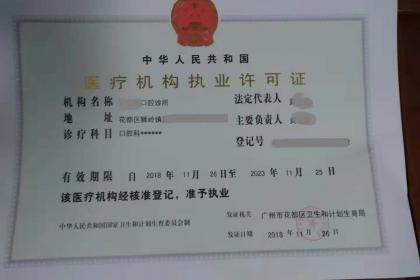 中华人民共和国
医疗机构执业许可证
机构名称 口腔诊所 法定代表人
地址 花都区狮岭镇 主要负责人
诊疗科目 口腔科****** 登记号
有效期限 自 2018 年 11 月 26 日至 2023 年 11 月 25 日
该医疗机构经核准登记，准予执业
中华人民共和国国家卫生和计划生育委员会制 发证机关 广州市花都区卫生和计划生育局
发证日期 2018 年 11 月 26 日